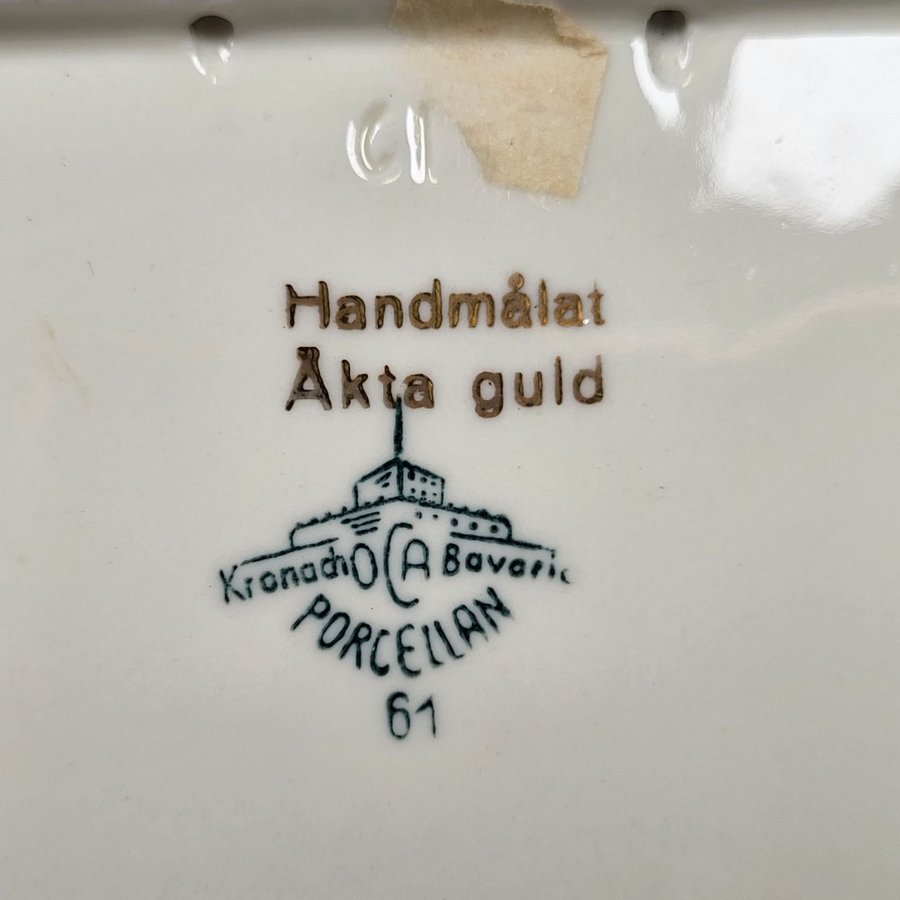 Handmålat
Äkta guld
Kronach OCA Bavaria
PORCELLAN
61